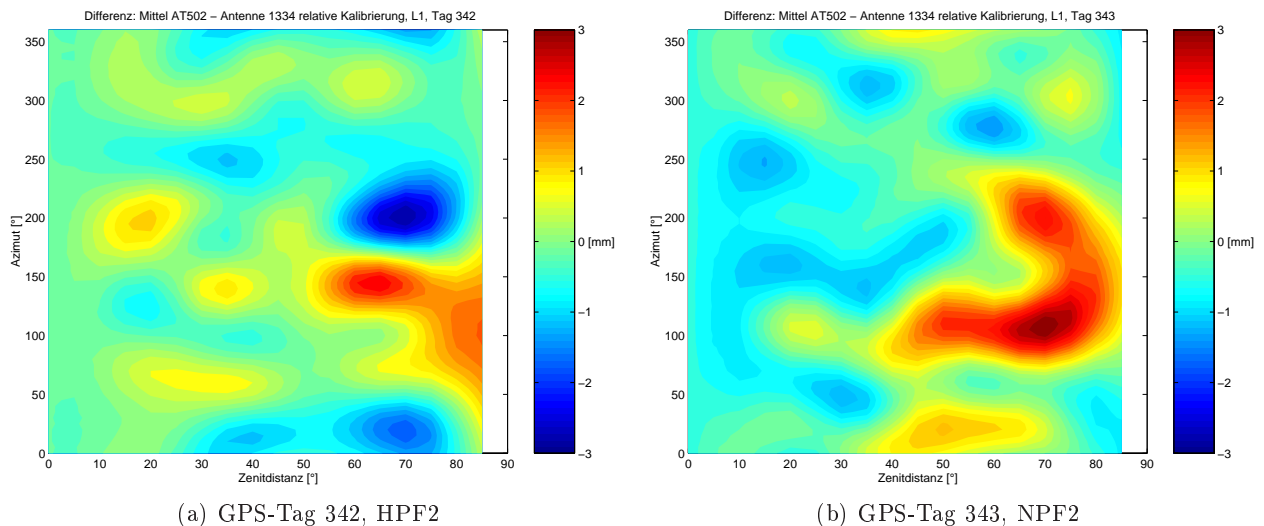 Differenz: Mittel AT502 – Antenne 1334 relative Kalibrierung, L1, Tag 342
350
300
250
200
150
100
50
0
Azimut [°]
0 10 20 30 40 50 60 70 80 90
Zenitdistanz [°]
3
2
1
0 [mm]
−1
−2
−3
(a) GPS-Tag 342, HPF2
Differenz: Mittel AT502 – Antenne 1334 relative Kalibrierung, L1, Tag 343
350
300
250
200
150
100
50
0
Azimut [°]
0 10 20 30 40 50 60 70 80 90
Zenitdistanz [°]
3
2
1
0 [mm]
−1
−2
−3
(b) GPS-Tag 343, NPF2